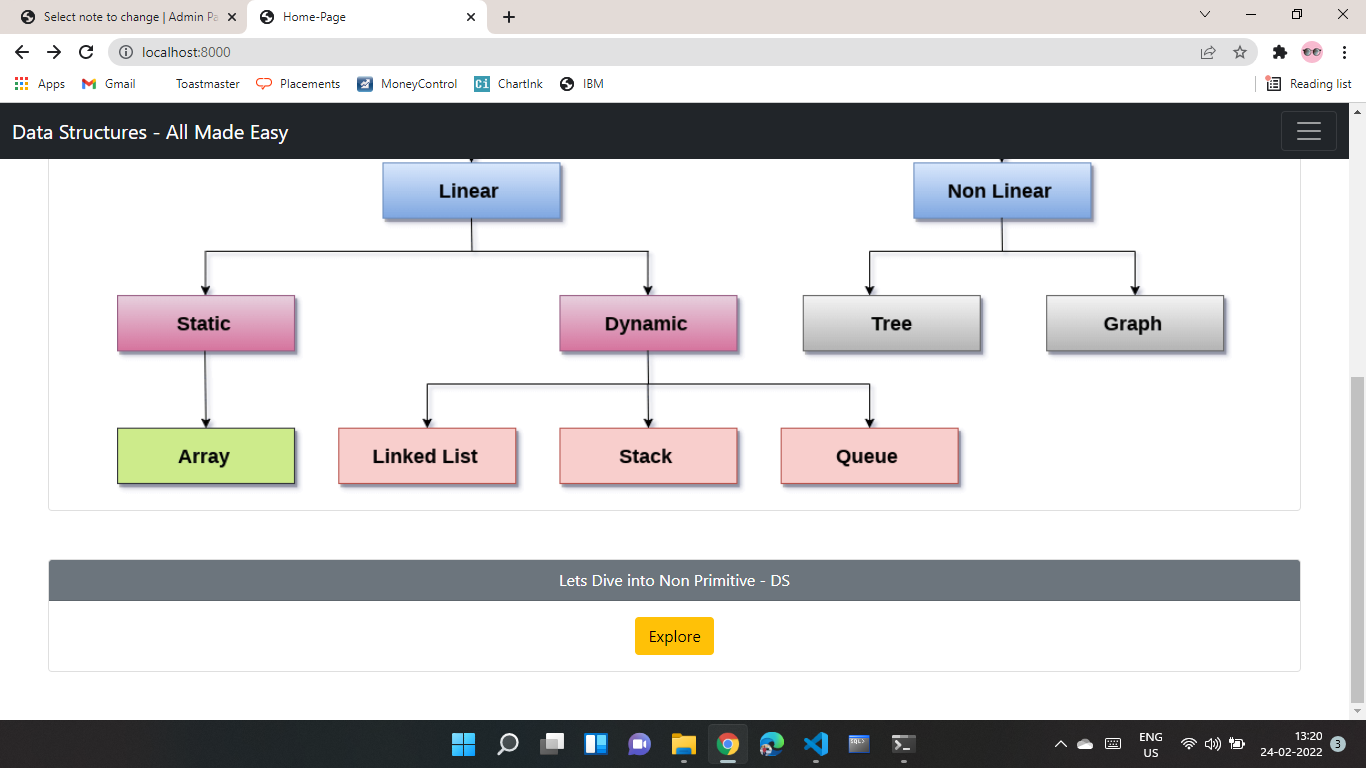 Select note to change | Admin Pa
Home-Page
localhost:8000
Apps
Gmail
Toastmaster
Placements
MoneyControl
Ci
ChartInk
IBM
Reading list
Data Structures - All Made Easy
Linear
Non Linear
Static
Dynamic
Tree
Graph
Array
Linked List
Stack
Queue
Lets Dive into Non Primitive - DS
Explore
SQL>
ENG
US
13:20
24-02-2022
3